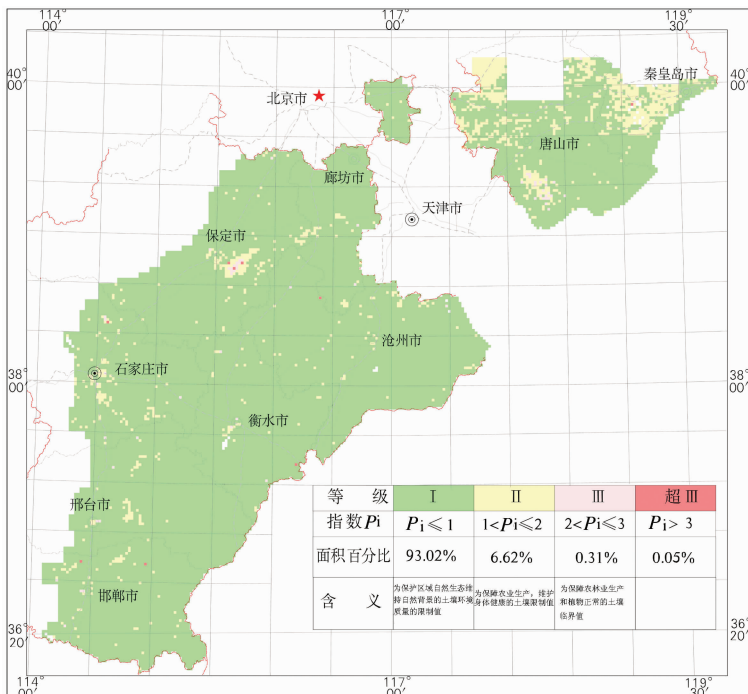 114° 00′
117° 00′
119° 30′
40° 00′
40° 00′
秦皇岛市
北京市
唐山市
廊坊市
天津市
保定市
沧州市
石家庄市
38° 00′
38° 00′
衡水市
邢台市
邯郸市
等 级 Ⅰ Ⅱ Ⅲ 超Ⅲ
指数Pi Pi≤1 1<Pi≤2 2<Pi≤3 Pi>3
面积百分比 93.02% 6.62% 0.31% 0.05%
含 义
为保护区域自然生态维
持自然背景的土壤环境
质量的限制值
为保障农业生产，维护
身体健康的土壤限制值
为保障农林业生产
和植物正常的土壤
临界值
36° 20′
36° 20′
114° 00′
117° 00′
119° 30′